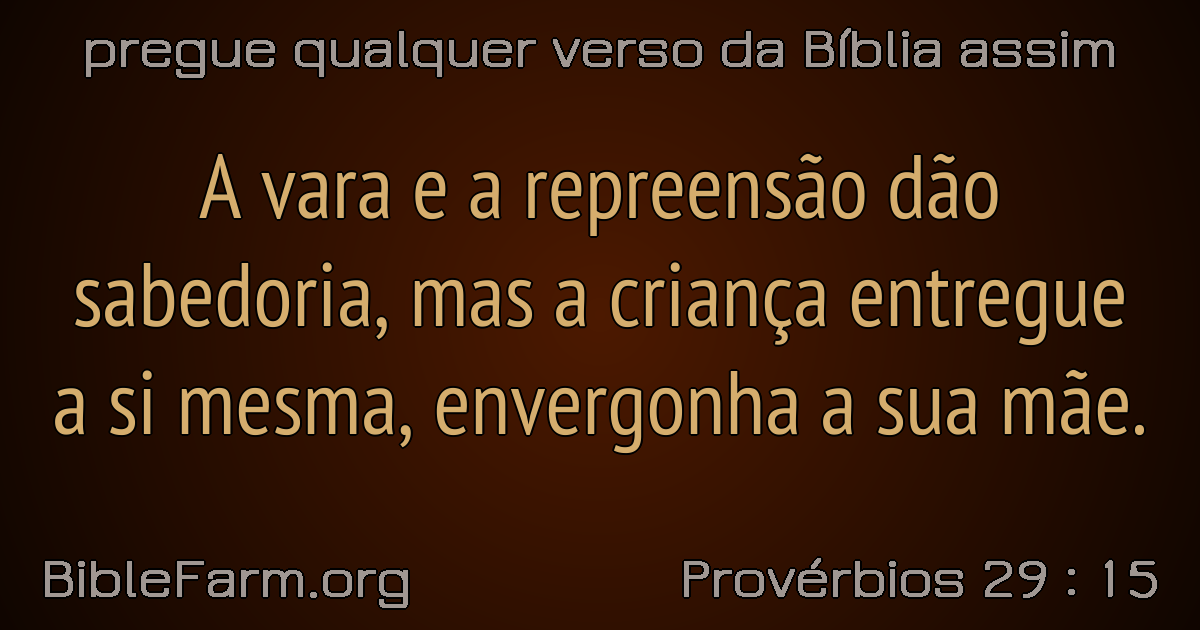 pregue qualquer verso da Bíblia assim
A vara e a repreensão dão
sabedoria, mas a criança entregue
a si mesma, envergonha a sua mãe.
BibleFarm.org
Provérbios 29 : 15